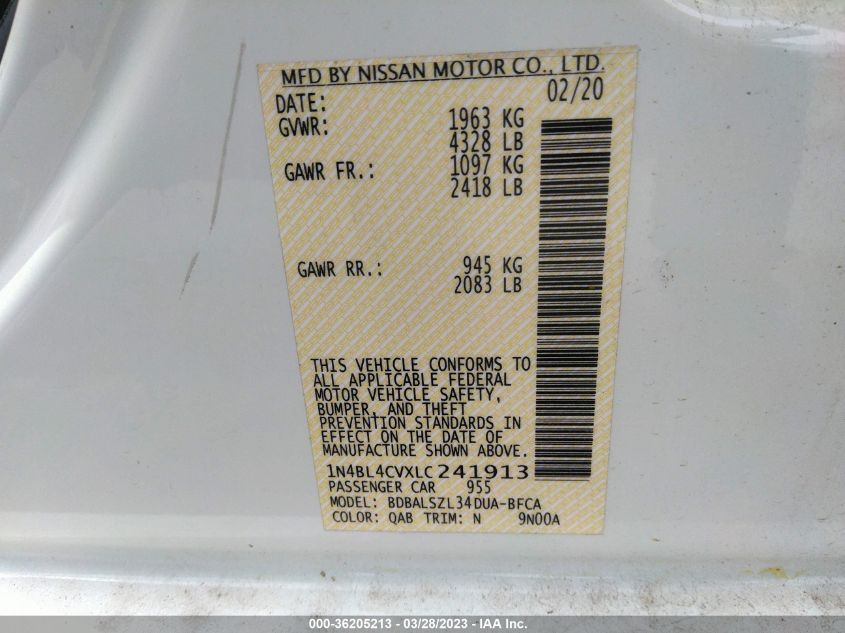 MFD BY NISSAN MOTOR CO., LTD.
DATE: 02/20
GVWR: 1963 KG
4328 LB
GAWR FR.: 1097 KG
2418 LB
GAWR RR.: 945 KG
2083 LB
THIS VEHICLE CONFORMS TO
ALL APPLICABLE FEDERAL
MOTOR VEHICLE SAFETY,
BUMPER, AND THEFT
PREVENTION STANDARDS IN
EFFECT ON THE DATE OF
MANUFACTURE SHOWN ABOVE.
1N4BL4CVXLC241913
PASSENGER CAR 955
MODEL: BDBALSZL34DUA-BFCA
COLOR: QAB TRIM: N 9N00A
000-36205213 - 03/28/2023 - IAA Inc.